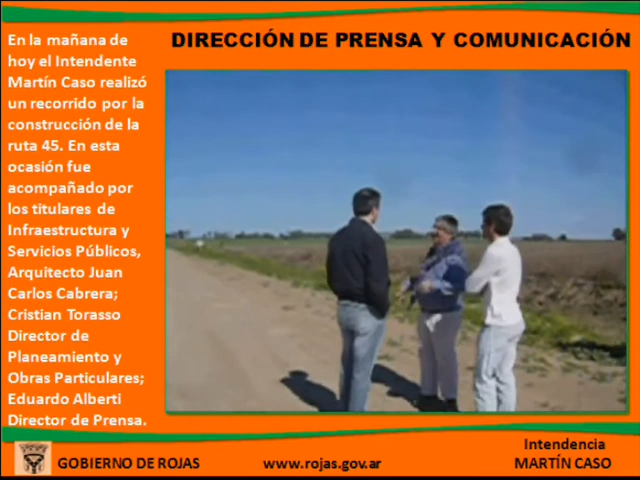 DIRECCIÓN DE PRENSA Y COMUNICACIÓN
En la mañana de
hoy el Intendente
Martín Caso realizó
un recorrido por la
construcción de la
ruta 45. En esta
ocasión fue
acompañado por
los titulares de
Infraestructura y
Servicios Públicos,
Arquitecto Juan
Carlos Cabrera;
Cristian Torasso
Director de
Planeamiento y
Obras Particulares;
Eduardo Alberti
Director de Prensa.
GOBIERNO DE ROJAS
www.rojas.gov.ar
Intendencia
MARTÍN CASO